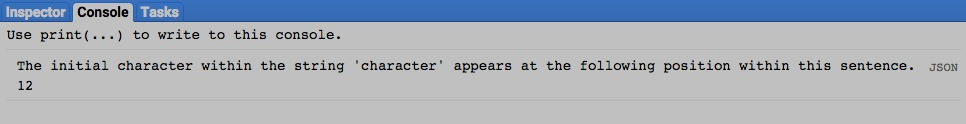 Inspector Console Tasks
Use print(...) to write to this console.
The initial character within the string 'character' appears at the following position within this sentence. JSON
12